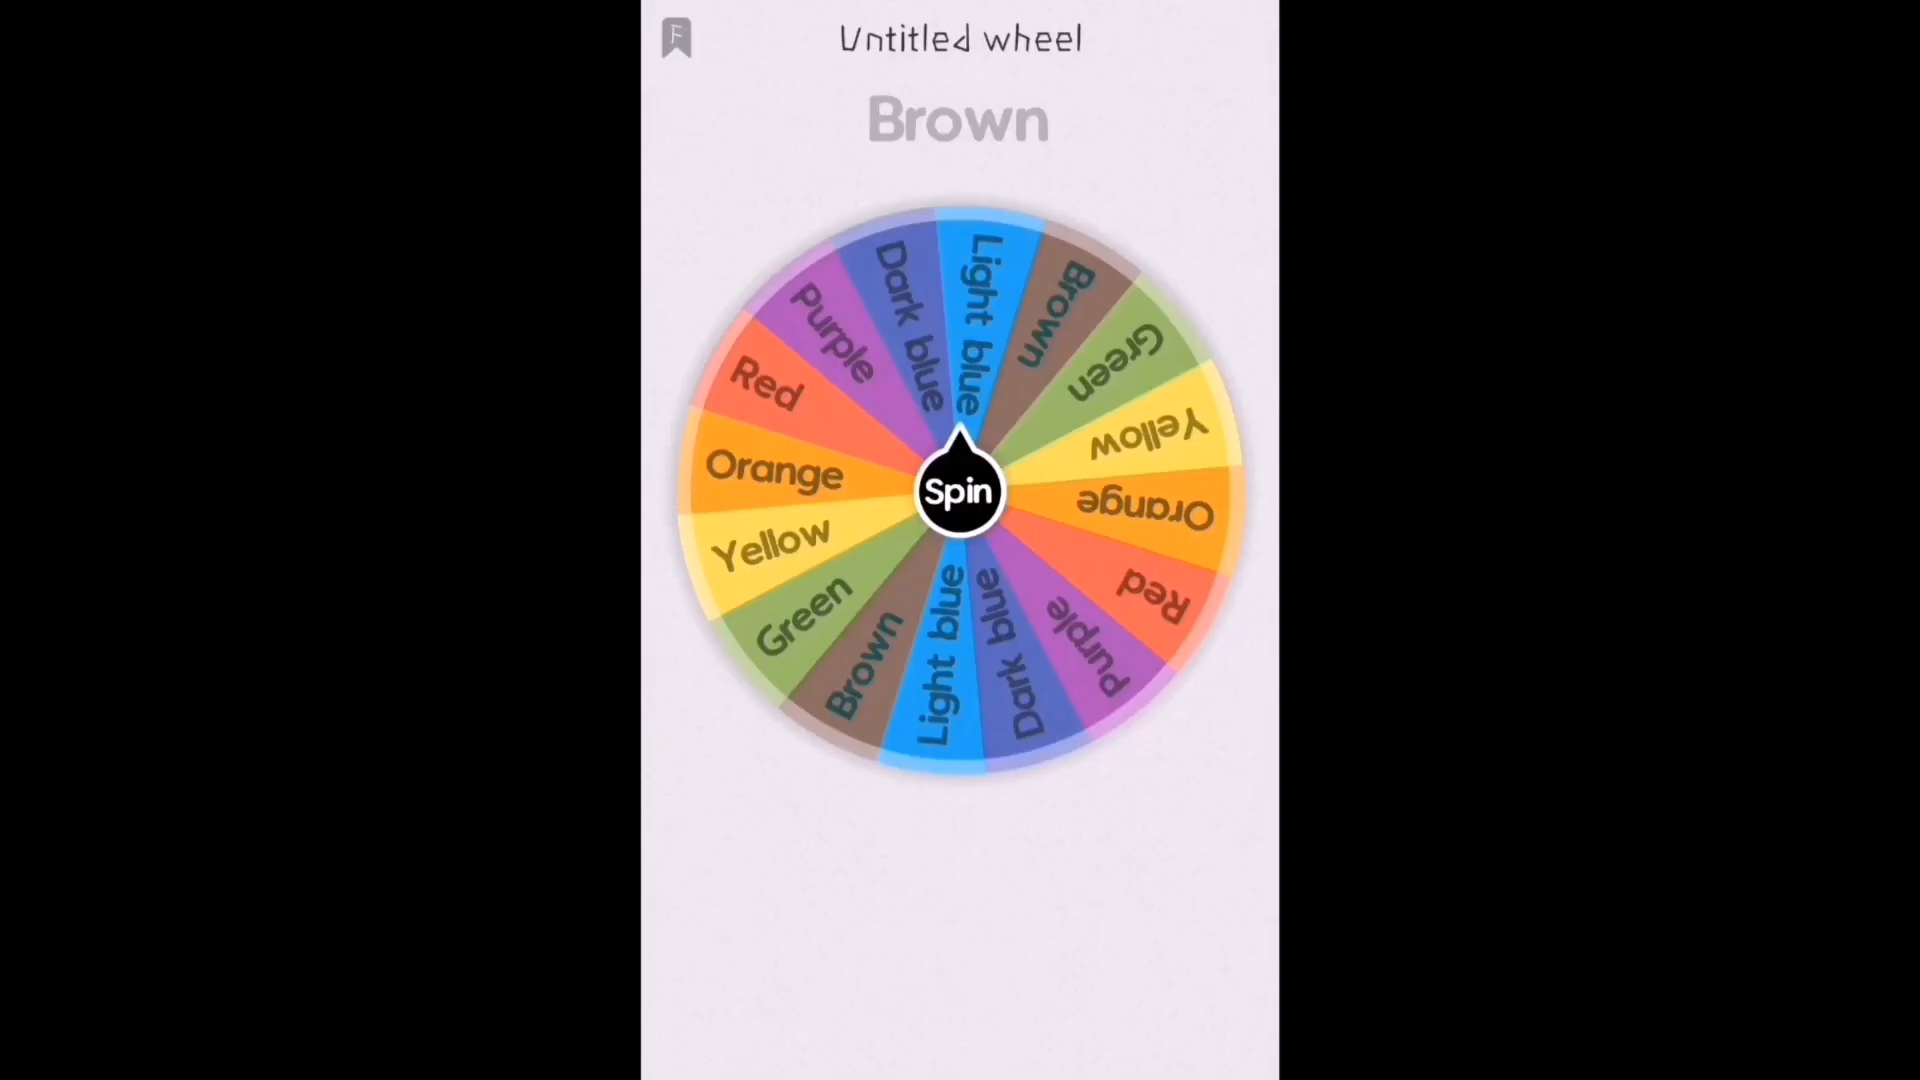 F
Untitled wheel
Brown
Light blue
Brown
Green
Yellow
Orange
Red
Purple
Dark blue
Light blue
Brown
Green
Yellow
Orange
Red
Purple
Dark blue
Spin